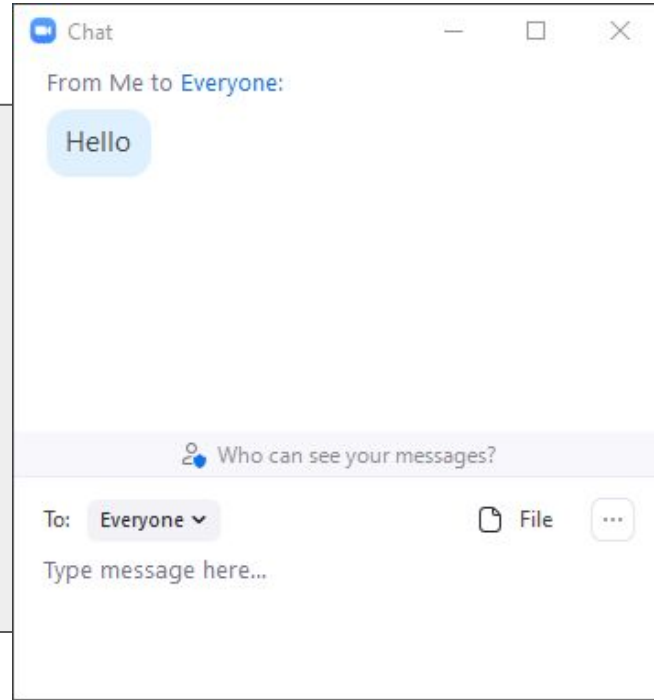 Chat
From Me to Everyone:
Hello
Who can see your messages?
To: Everyone File
Type message here...